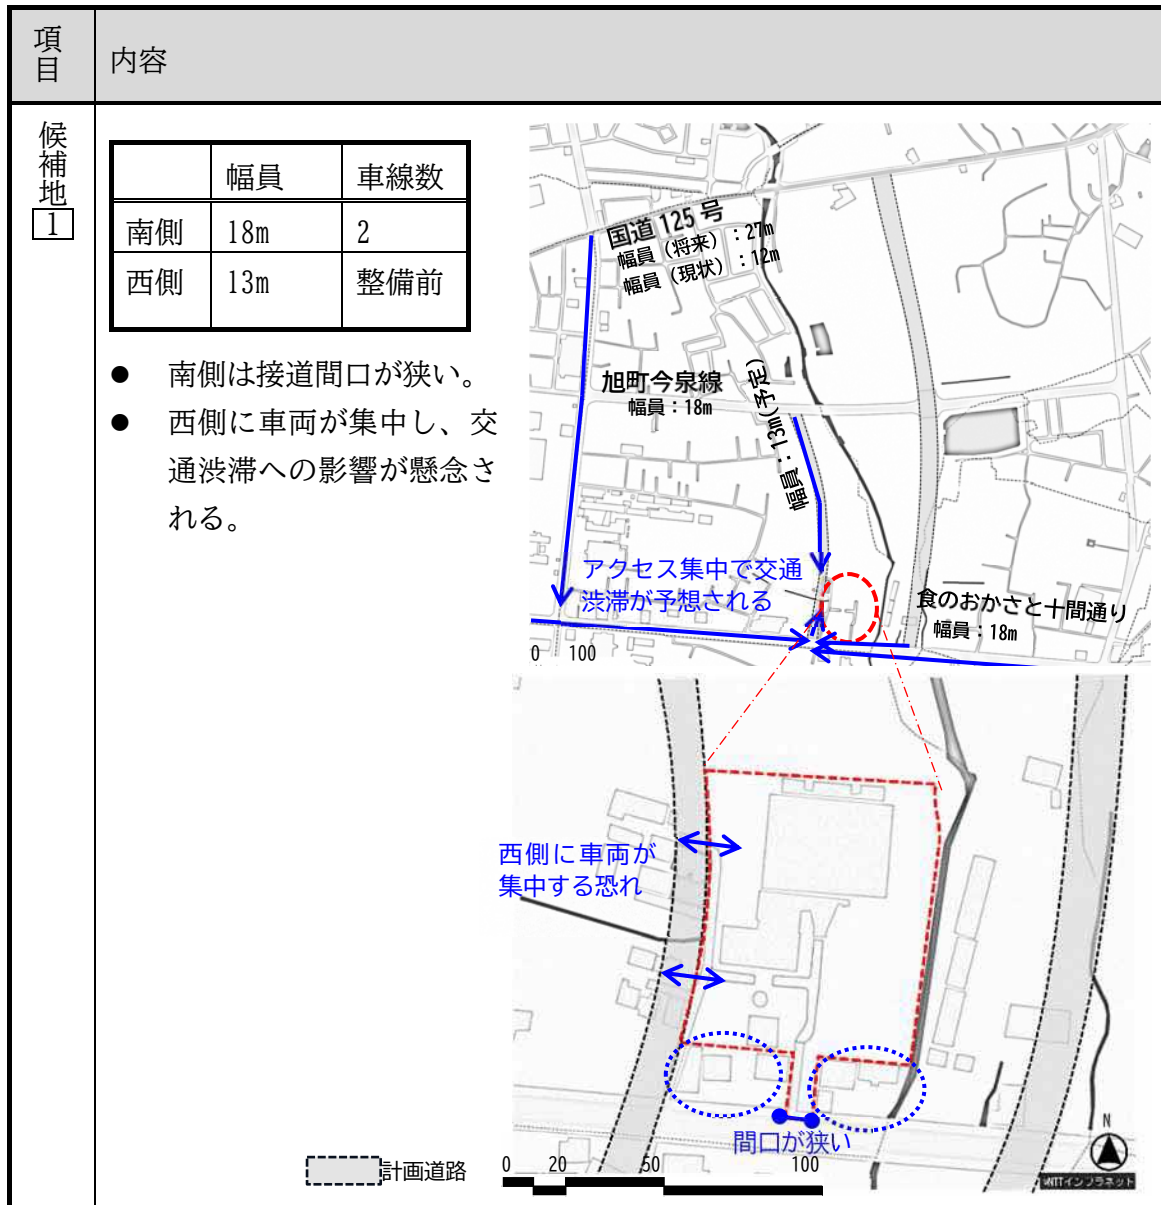 項目
内容
候補地1
幅員 車線数
南側 18m 2
西側 13m 整備前
● 南側は接道間口が狭い。
● 西側に車両が集中し、交
通渋滞への影響が懸念さ
れる。
国道125号
幅員（将来）：27m
幅員（現状）：12m
旭町今泉線
幅員：18m
幅員：13m(予定)
アクセス集中で交通
渋滞が予想される
食のおかさと十間通り
幅員：18m
0 100
西側に車両が
集中する恐れ
間口が狭い
計画道路
0 20 50 100
N
©NTTインフラネット